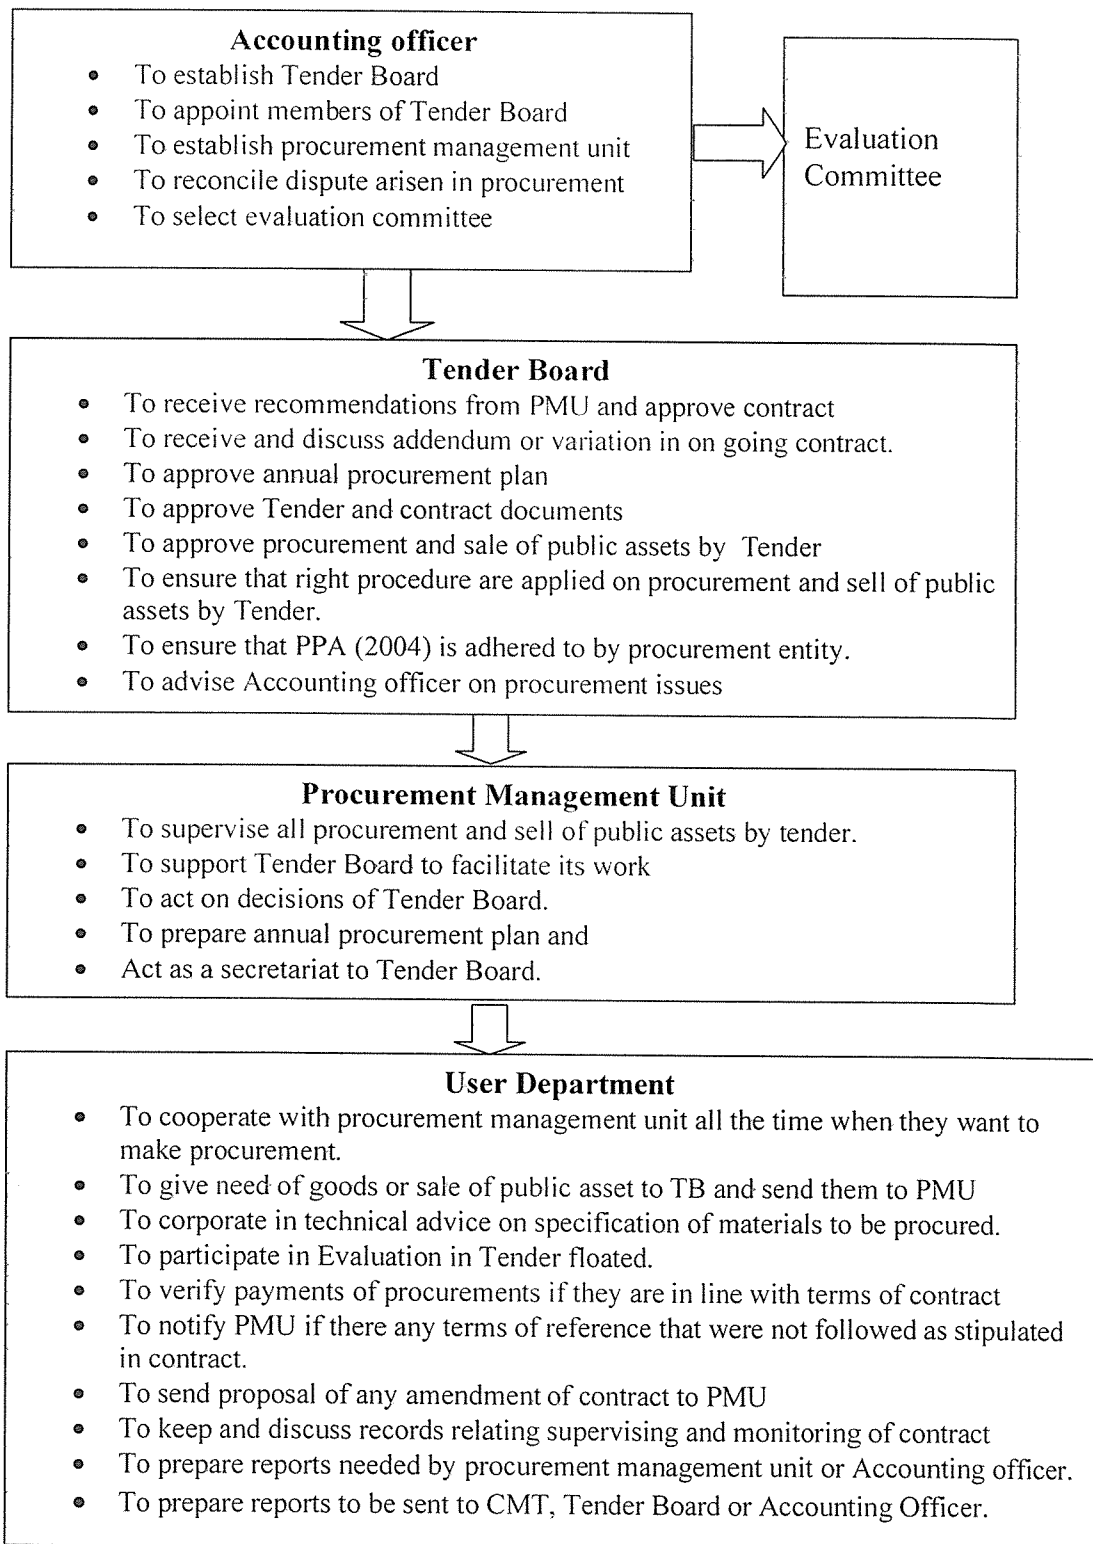 Accounting officer
• To establish Tender Board
• To appoint members of Tender Board
• To establish procurement management unit
• To reconcile dispute arisen in procurement
• To select evaluation committee
Evaluation
Committee
Tender Board
• To receive recommendations from PMU and approve contract
• To receive and discuss addendum or variation in on going contract.
• To approve annual procurement plan
• To approve Tender and contract documents
• To approve procurement and sale of public assets by Tender
• To ensure that right procedure are applied on procurement and sell of public
assets by Tender.
• To ensure that PPA (2004) is adhered to by procurement entity.
• To advise Accounting officer on procurement issues
Procurement Management Unit
• To supervise all procurement and sell of public assets by tender.
• To support Tender Board to facilitate its work
• To act on decisions of Tender Board.
• To prepare annual procurement plan and
• Act as a secretariat to Tender Board.
User Department
• To cooperate with procurement management unit all the time when they want to
make procurement.
• To give need of goods or sale of public asset to TB and send them to PMU
• To corporate in technical advice on specification of materials to be procured.
• To participate in Evaluation in Tender floated.
• To verify payments of procurements if they are in line with terms of contract
• To notify PMU if there any terms of reference that were not followed as stipulated
in contract.
• To send proposal of any amendment of contract to PMU
• To keep and discuss records relating supervising and monitoring of contract
• To prepare reports needed by procurement management unit or Accounting officer.
• To prepare reports to be sent to CMT, Tender Board or Accounting Officer.